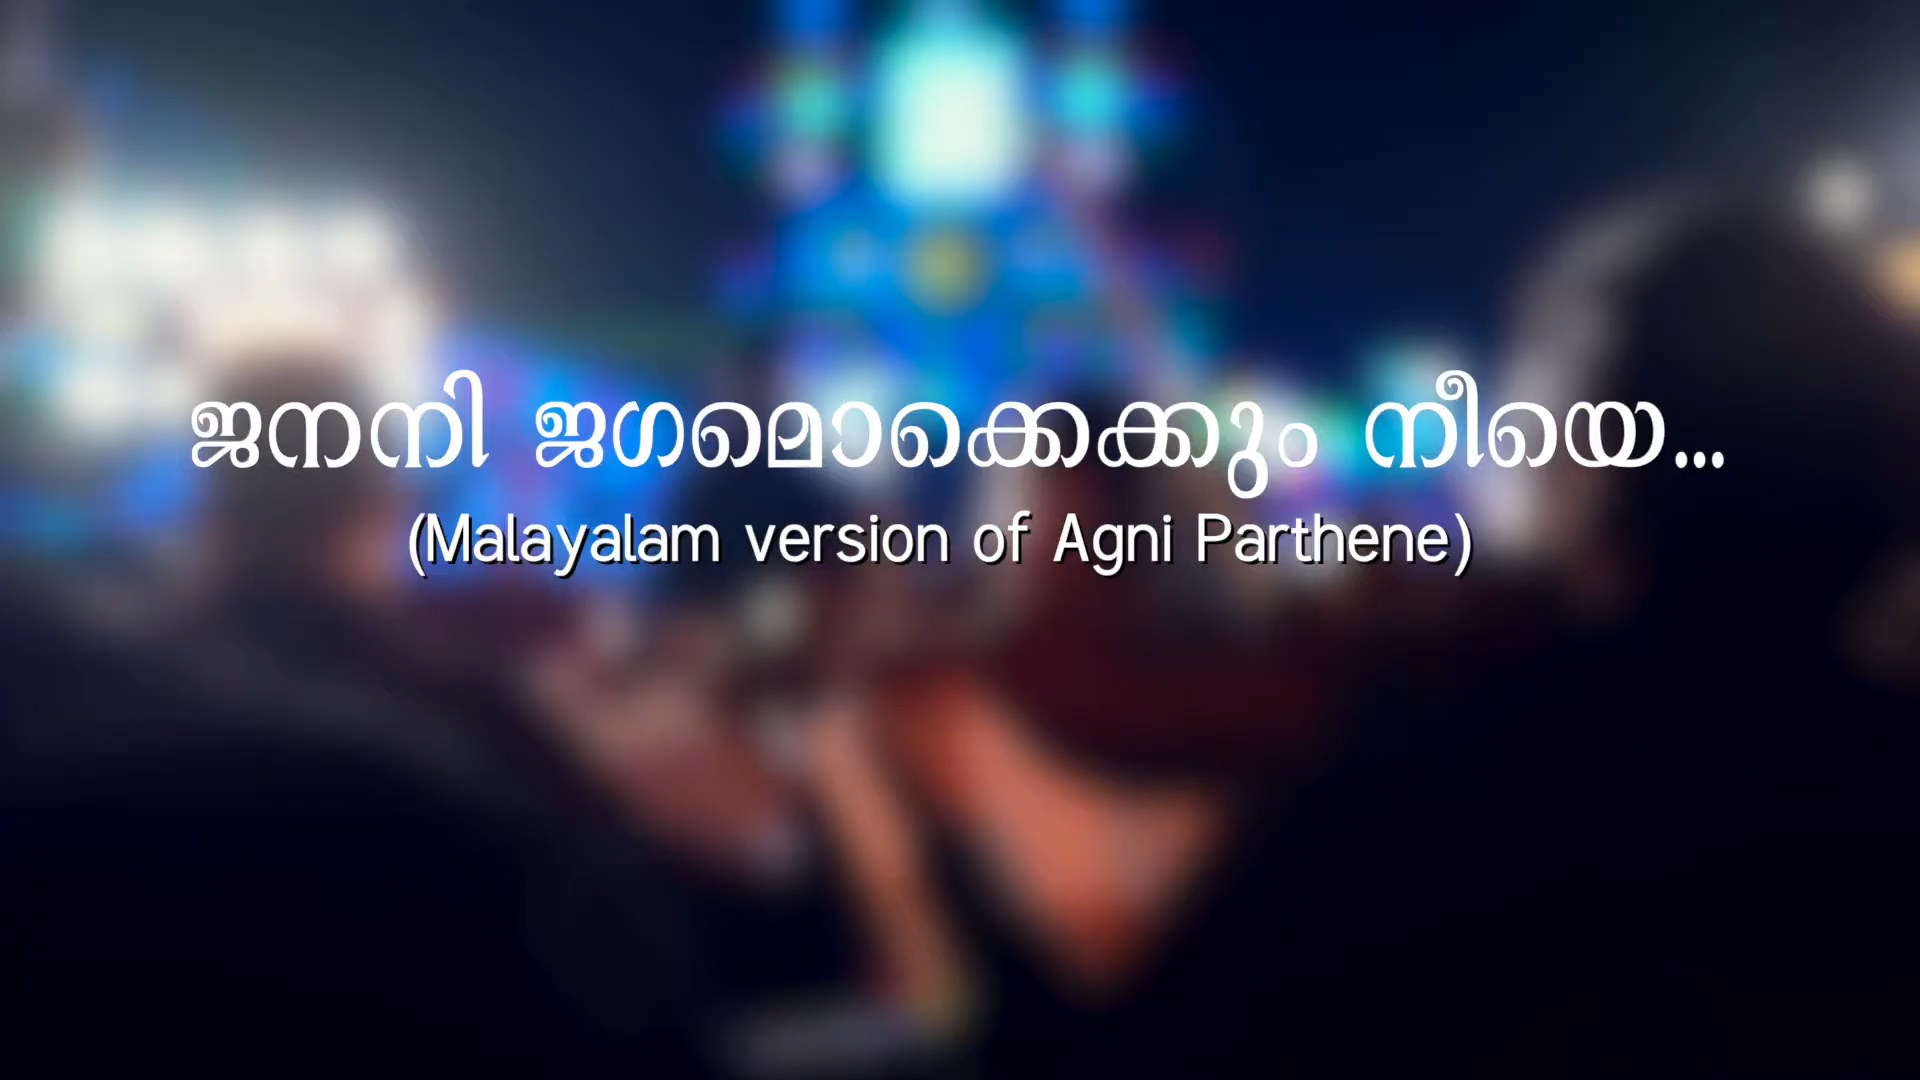 ജനനി ജഗമൊക്കെക്കും നീയെ...
(Malayalam version of Agni Parthene)